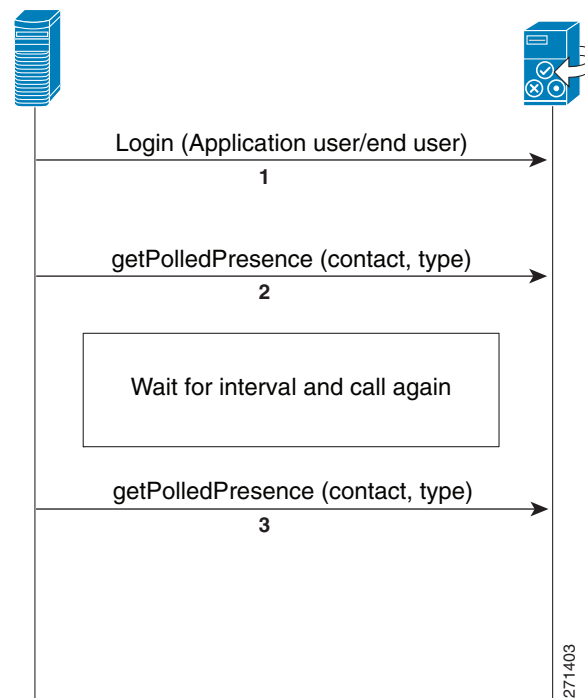 Login (Application user/end user)
1
getPolledPresence (contact, type)
2
Wait for interval and call again
getPolledPresence (contact, type)
3
271403